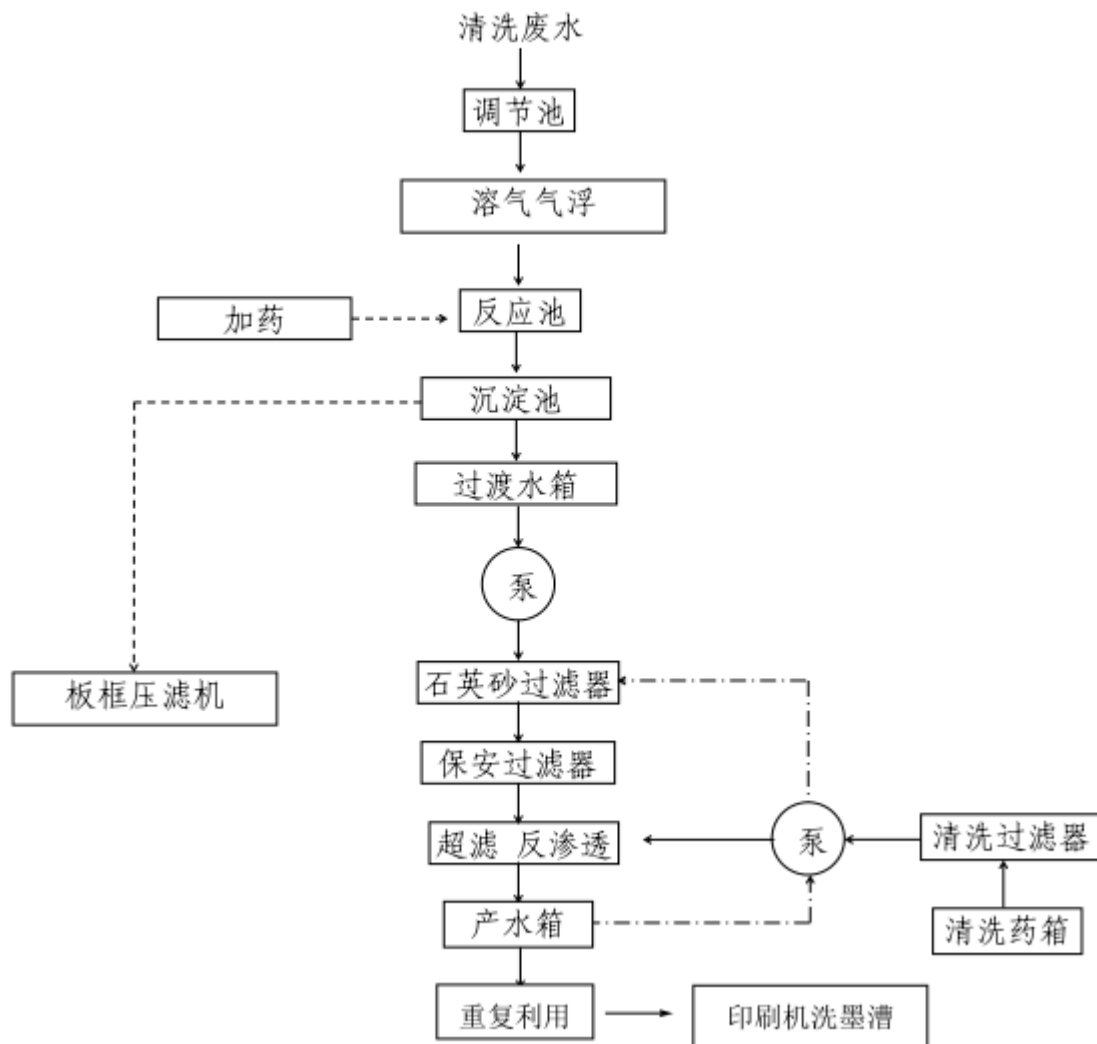 清洗废水
调节池
溶气气浮
加药
反应池
沉淀池
过渡水箱
泵
板框压滤机
石英砂过滤器
保安过滤器
超滤 反渗透
泵
清洗过滤器
产水箱
清洗药箱
重复利用
印刷机洗墨漕